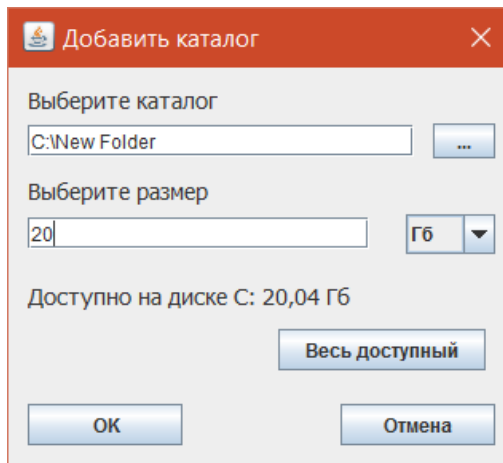 Добавить каталог
Выберите каталог
C:\New Folder ...
Выберите размер
20 Гб
Доступно на диске C: 20,04 Гб
Весь доступный
OK Отмена